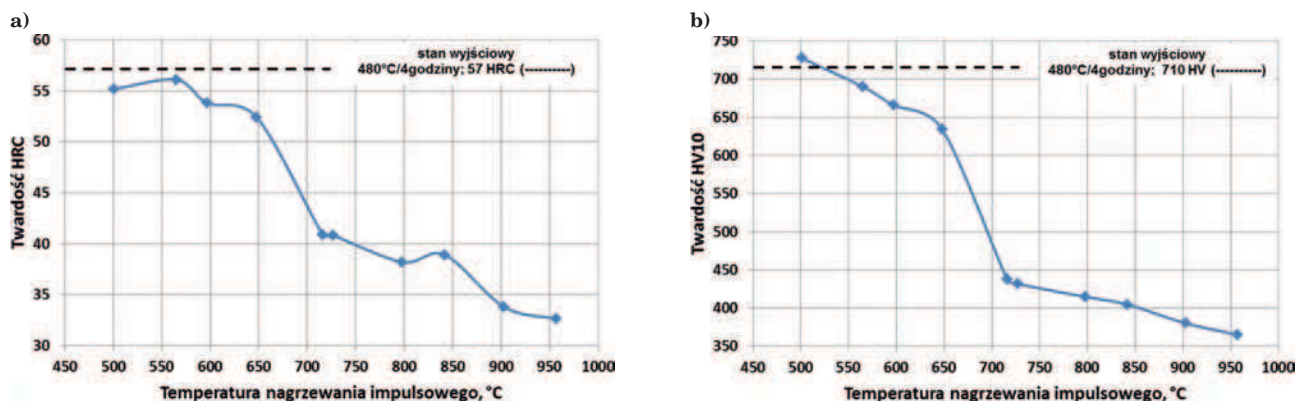 a)
60
55
50
45
40
35
30
Twardość HRC
stan wyjściowy
480°C/4godziny; 57 HRC (----------)
450 500 550 600 650 700 750 800 850 900 950 1000
Temperatura nagrzewania impulsowego, °C
b)
750
700
650
600
550
500
450
400
350
Twardość HV10
stan wyjściowy
480°C/4godziny; 710 HV (----------)
450 500 550 600 650 700 750 800 850 900 950 1000
Temperatura nagrzewania impulsowego, °C